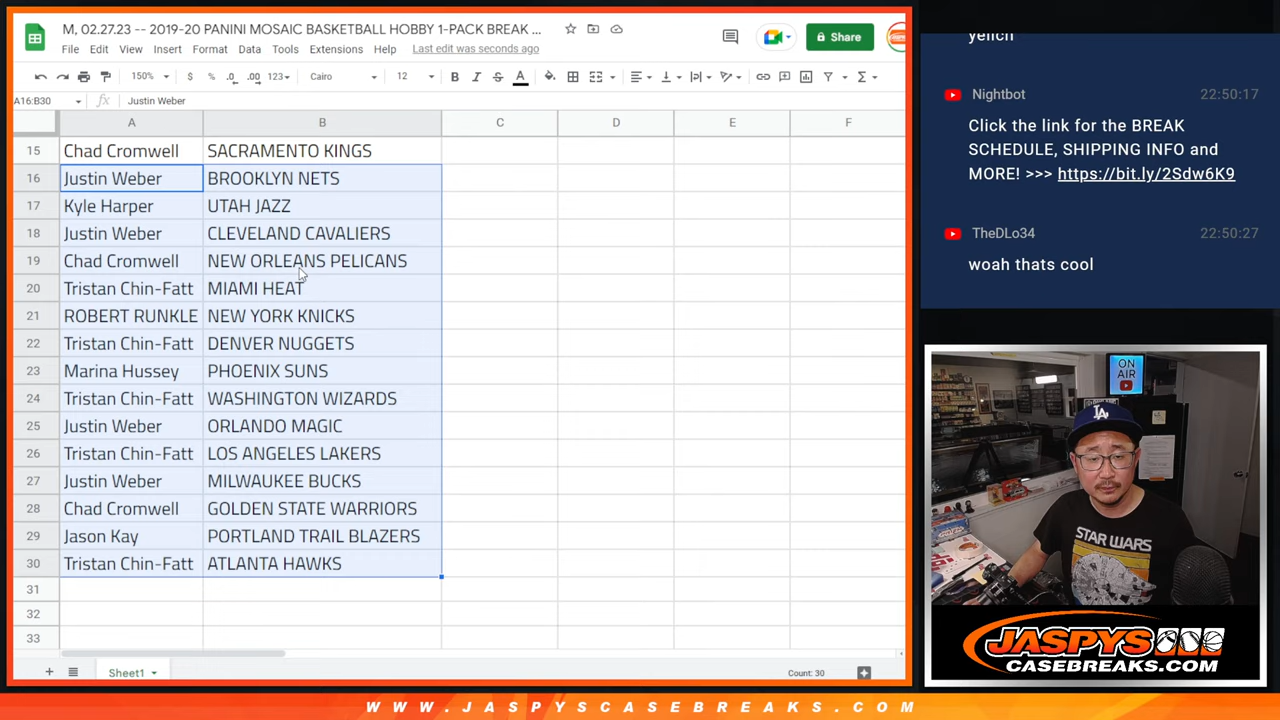 M, 02.27.23 -- 2019-20 PANINI MOSAIC BASKETBALL HOBBY 1-PACK BREAK ...
File Edit View Insert Format Data Tools Extensions Help Last edit was seconds ago
Share
150% $ % .0 .00 123 Cairo 12 B I S A
A16:B30 fx Justin Weber
A B C D E F
15 Chad Cromwell SACRAMENTO KINGS
16 Justin Weber BROOKLYN NETS
17 Kyle Harper UTAH JAZZ
18 Justin Weber CLEVELAND CAVALIERS
19 Chad Cromwell NEW ORLEANS PELICANS
20 Tristan Chin-Fatt MIAMI HEAT
21 ROBERT RUNKLE NEW YORK KNICKS
22 Tristan Chin-Fatt DENVER NUGGETS
23 Marina Hussey PHOENIX SUNS
24 Tristan Chin-Fatt WASHINGTON WIZARDS
25 Justin Weber ORLANDO MAGIC
26 Tristan Chin-Fatt LOS ANGELES LAKERS
27 Justin Weber MILWAUKEE BUCKS
28 Chad Cromwell GOLDEN STATE WARRIORS
29 Jason Kay PORTLAND TRAIL BLAZERS
30 Tristan Chin-Fatt ATLANTA HAWKS
31
32
33
Sheet1
Count: 30
yelich
Nightbot 22:50:17
Click the link for the BREAK
SCHEDULE, SHIPPING INFO and
MORE! >>> https://bit.ly/2Sdw6K9
TheDLo34 22:50:27
woah thats cool
ON
AIR
LA
STAR WARS
JASPYS
CASEBREAKS.COM
WWW.JASPYSCASEBREAKS.COM